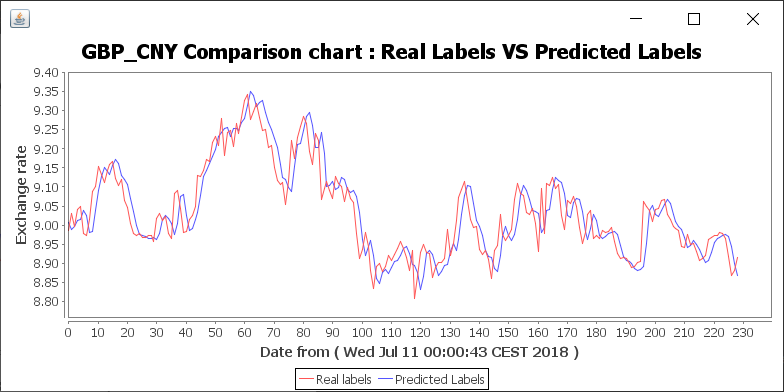 GBP_CNY Comparison chart : Real Labels VS Predicted Labels
Exchange rate
9.40
9.35
9.30
9.25
9.20
9.15
9.10
9.05
9.00
8.95
8.90
8.85
8.80
0 10 20 30 40 50 60 70 80 90 100 110 120 130 140 150 160 170 180 190 200 210 220 230
Date from ( Wed Jul 11 00:00:43 CEST 2018 )
Real labels Predicted Labels